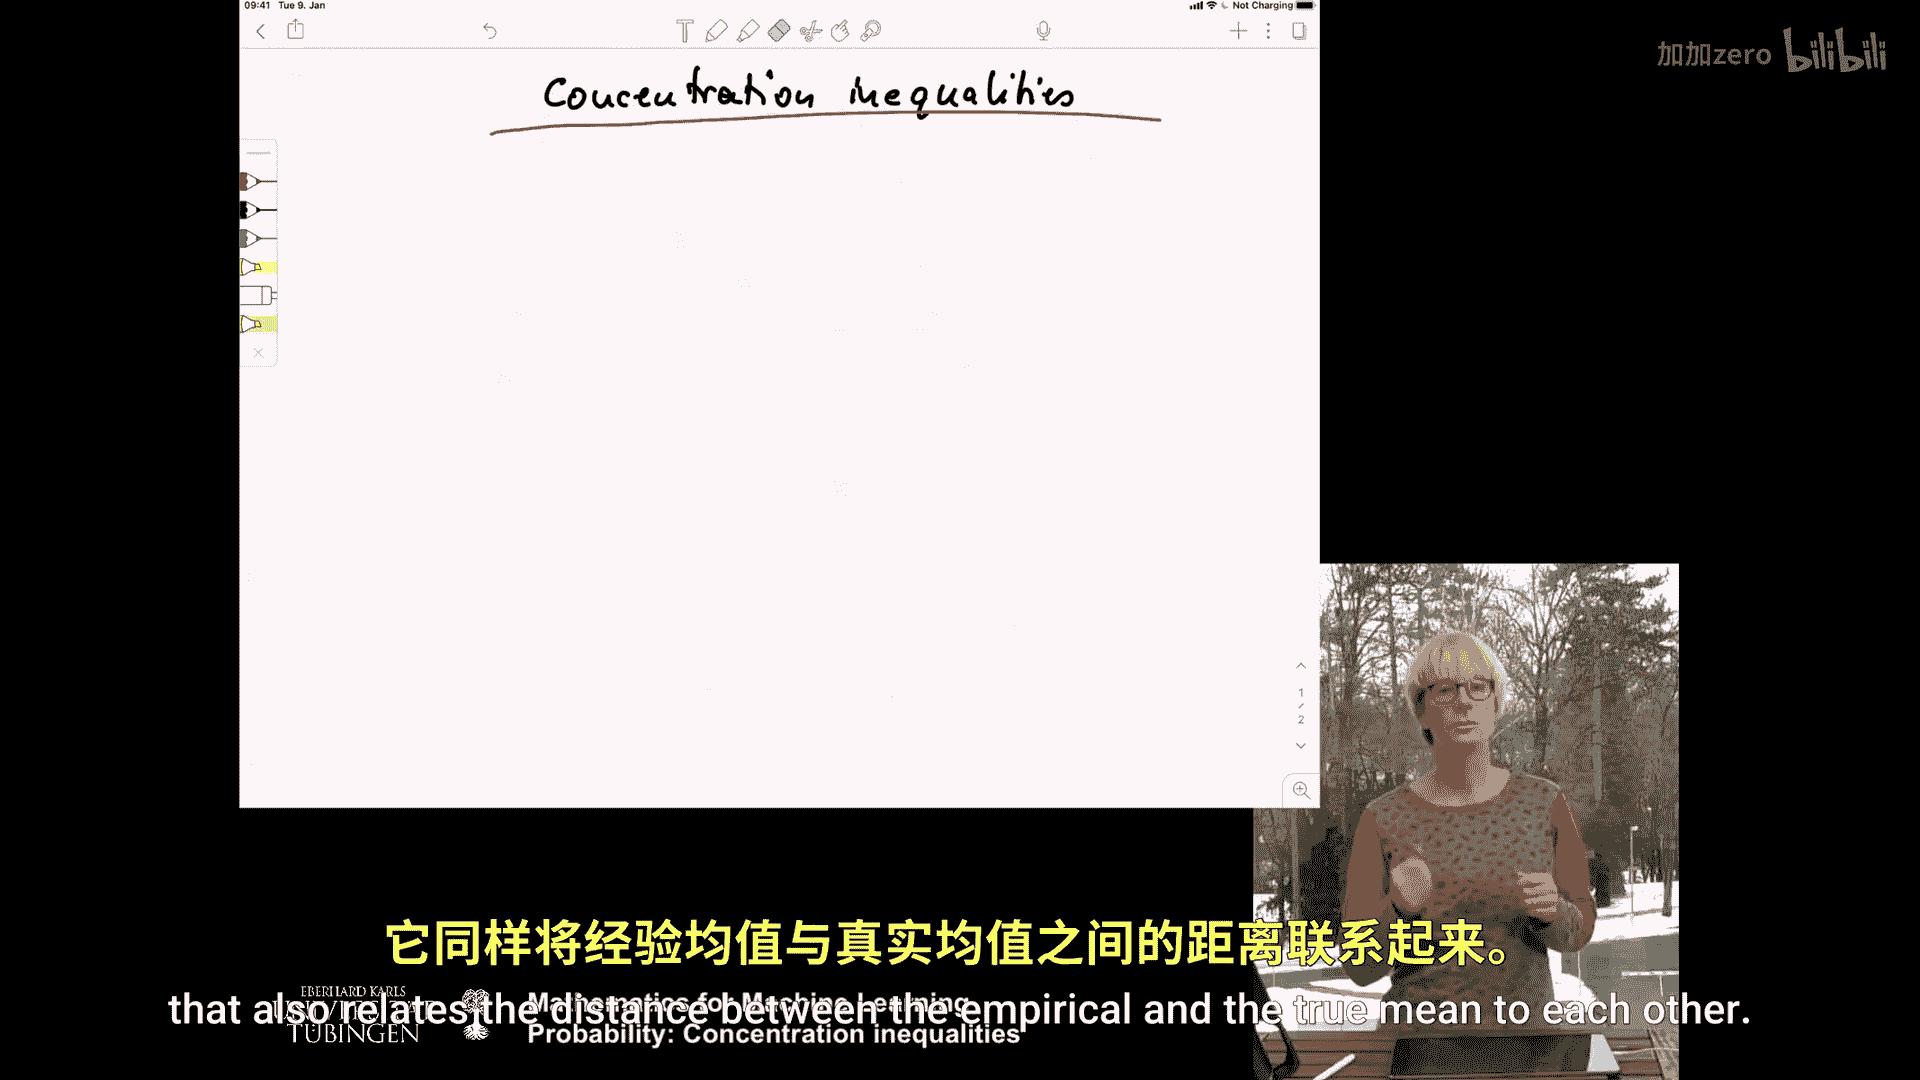 09:41 Tue 9. Jan
Not Charging
加加zero bilibili
Concentration inequalities
1
/
2
它同样将经验均值与真实均值之间的距离联系起来。
that also relates the distance between the empirical and the true mean to each other.
EBERHARD KARLS
UNIVERSITÄT
TÜBINGEN
Mathematics for Machine Learning
Probability: Concentration inequalities